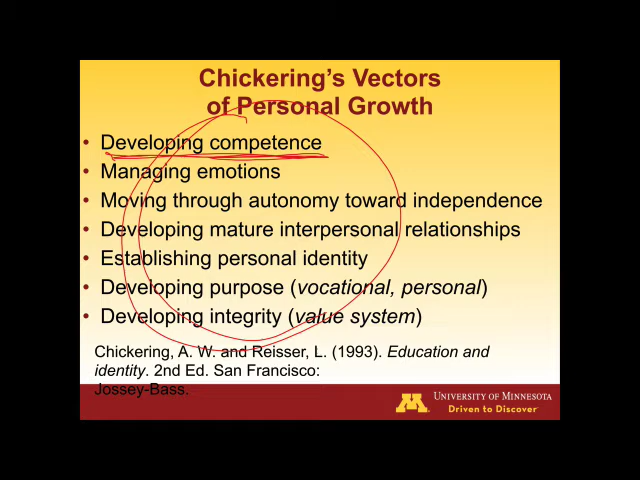 Chickering's Vectors
of Personal Growth
• Developing competence
• Managing emotions
• Moving through autonomy toward independence
• Developing mature interpersonal relationships
• Establishing personal identity
• Developing purpose (vocational, personal)
• Developing integrity (value system)
Chickering, A. W. and Reisser, L. (1993). Education and
identity. 2nd Ed. San Francisco:
Jossey-Bass.
M
UNIVERSITY OF MINNESOTA
Driven to Discover℠